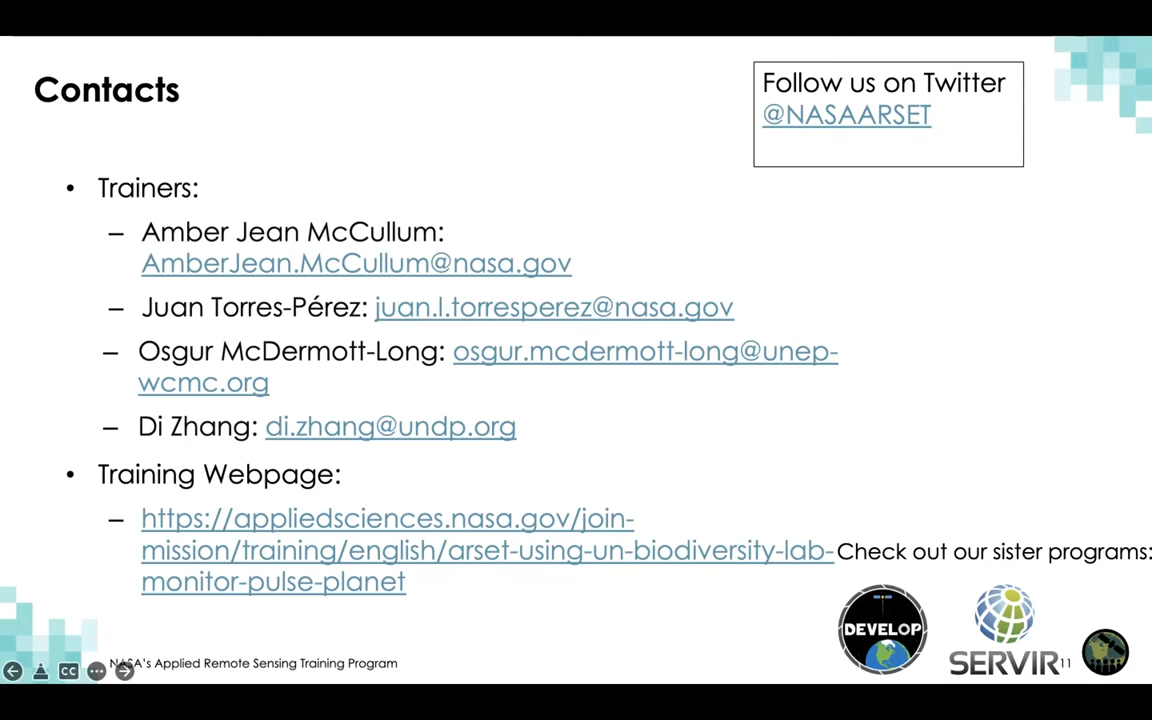 Contacts
Follow us on Twitter
@NASAARSET
• Trainers:
– Amber Jean McCullum:
AmberJean.McCullum@nasa.gov
– Juan Torres-Pérez: juan.l.torresperez@nasa.gov
– Osgur McDermott-Long: osgur.mcdermott-long@unep-
wcmc.org
– Di Zhang: di.zhang@undp.org
• Training Webpage:
– https://appliedsciences.nasa.gov/join-
mission/training/english/arset-using-un-biodiversity-lab-
monitor-pulse-planet
Check out our sister programs:
DEVELOP
SERVIR
NASA's Applied Remote Sensing Training Program
11
CC